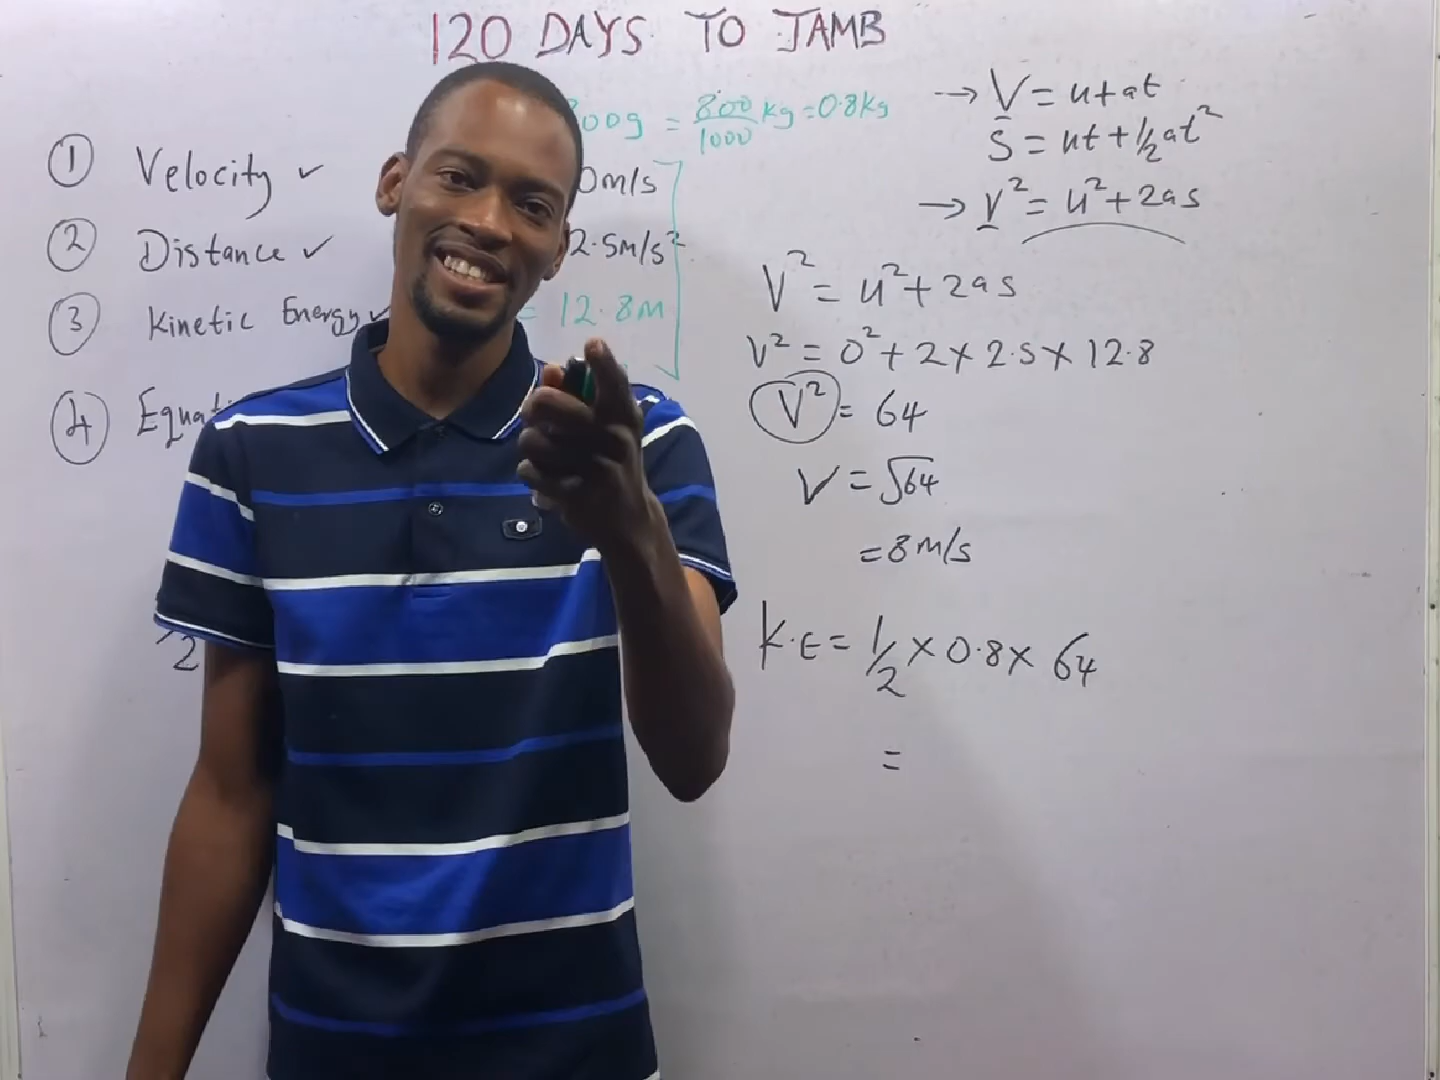 120 DAYS TO JAMB
00g = 800/1000 kg = 0.8kg
① Velocity ✓
② Distance ✓
③ Kinetic Energy ✓
④ Equat
0m/s
2.5m/s²
= 12.8m
2
→ V = u+at
S = ut + ½at²
→ V² = u² + 2as
V² = u² + 2as
V² = 0² + 2 × 2.5 × 12.8
V² = 64
V = √64
= 8m/s
K.E = ½ × 0.8 × 64
=